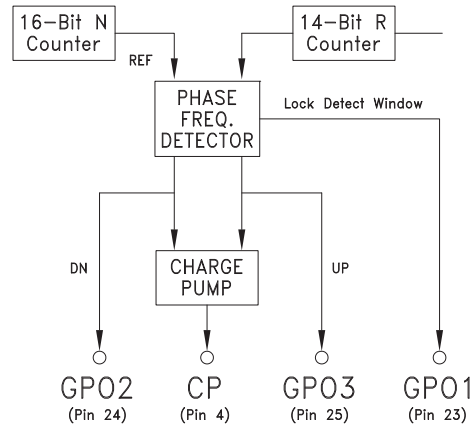 16-Bit N
Counter
14-Bit R
Counter
REF
PHASE
FREQ.
DETECTOR
Lock Detect Window
DN
CHARGE
PUMP
UP
GPO2
(Pin 24)
CP
(Pin 4)
GPO3
(Pin 25)
GPO1
(Pin 23)